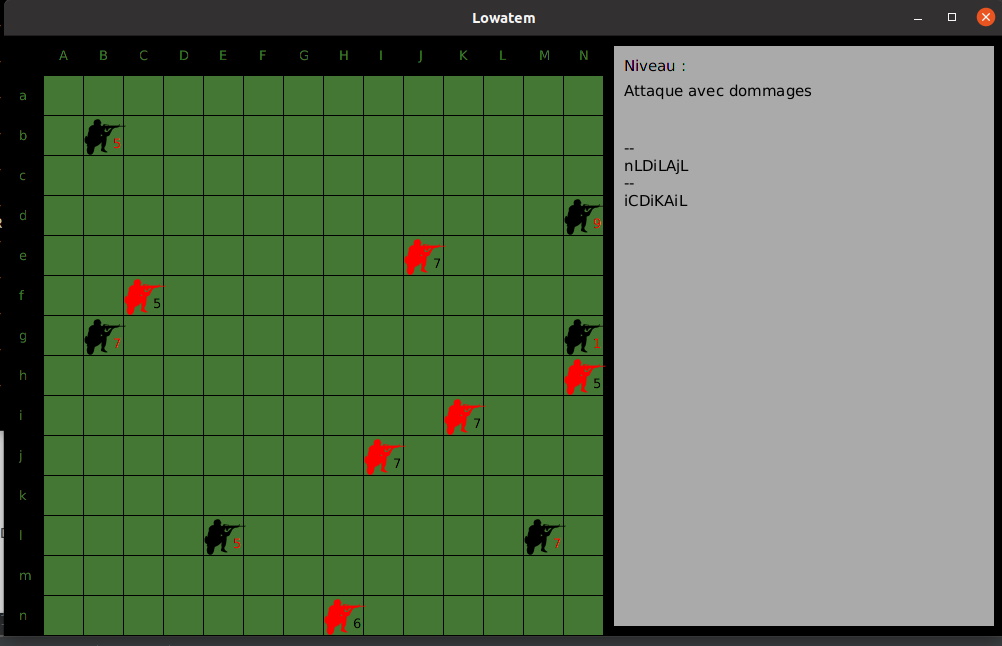 Lowatem
A B C D E F G H I J K L M N
a
b 5
c
d 9
e 7
f 5
g 7 1
h 5
i 7
j 7
k
l 5 7
m
n 6
Niveau :
Attaque avec dommages
--
nLDiLAjL
--
iCDiKAiL